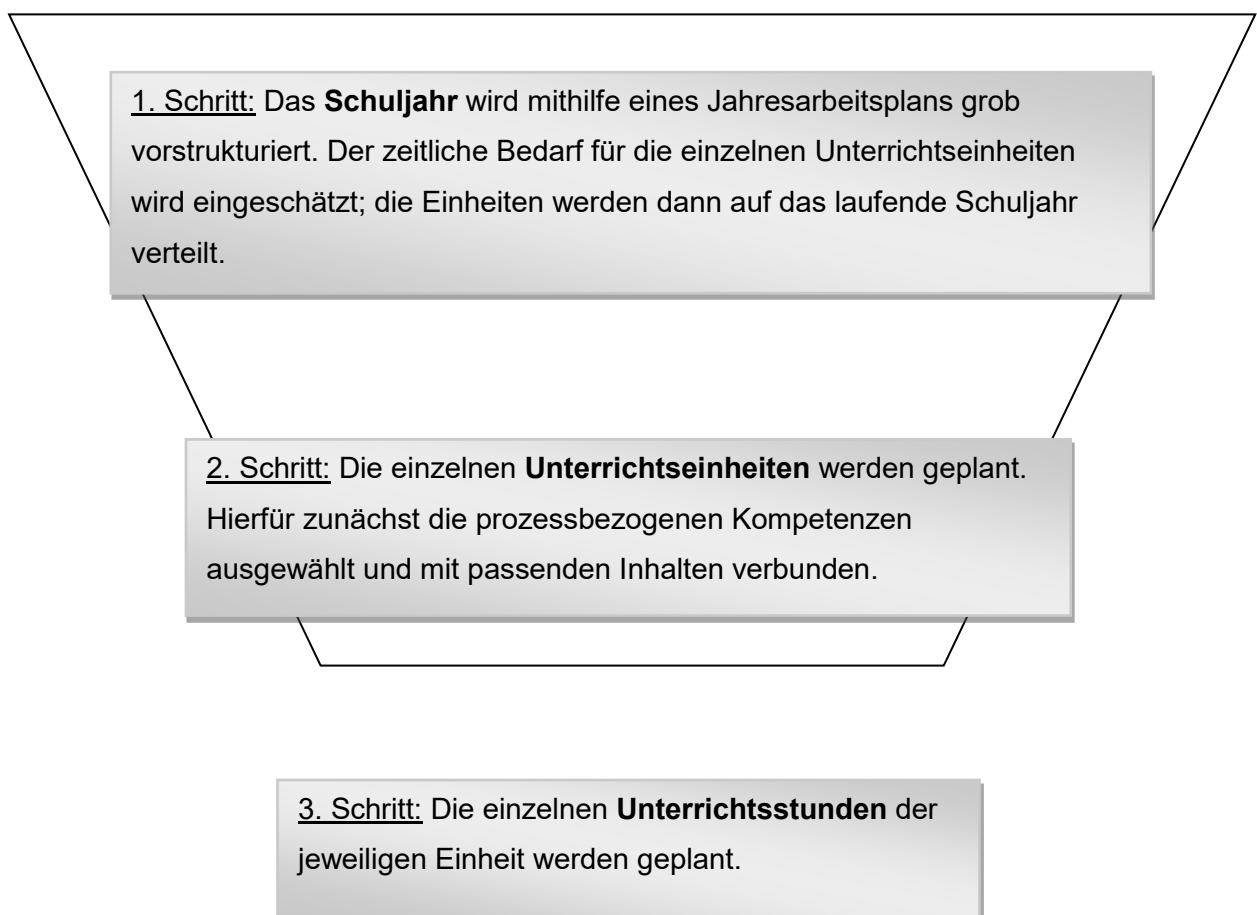 1. Schritt: Das Schuljahr wird mithilfe eines Jahresarbeitsplans grob
vorstrukturiert. Der zeitliche Bedarf für die einzelnen Unterrichtseinheiten
wird eingeschätzt; die Einheiten werden dann auf das laufende Schuljahr
verteilt.
2. Schritt: Die einzelnen Unterrichtseinheiten werden geplant.
Hierfür zunächst die prozessbezogenen Kompetenzen
ausgewählt und mit passenden Inhalten verbunden.
3. Schritt: Die einzelnen Unterrichtsstunden der
jeweiligen Einheit werden geplant.